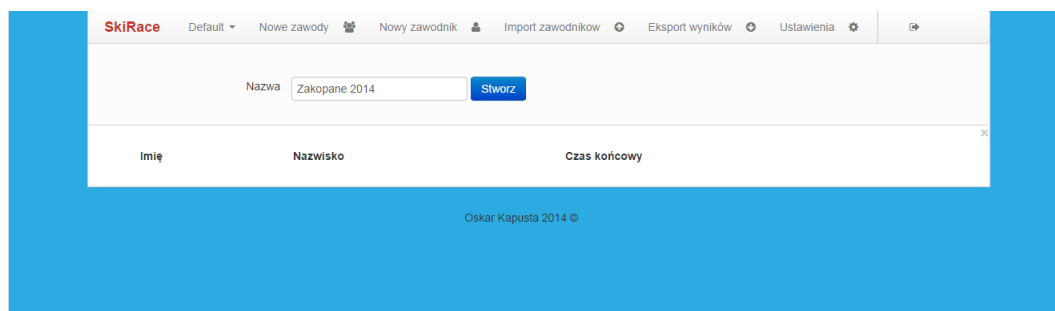 SkiRace Default Nowe zawody Nowy zawodnik Import zawodnikow Eksport wyników Ustawienia
Nazwa Zakopane 2014 Stworz
×
Imię Nazwisko Czas końcowy
Oskar Kapusta 2014 ©